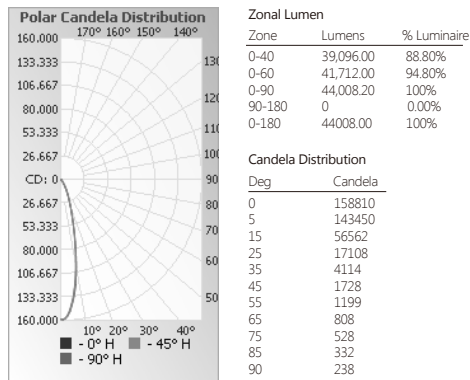 Polar Candela Distribution
160.000 170° 160° 150° 140°
133.333
106.667
80.000
53.333
26.667
CD: 0
26.667
53.333
80.000
106.667
133.333
160.000
130
120
110
100
90
80
70
60
50
10° 20° 30° 40°
- 0° H - 45° H
- 90° H
Zonal Lumen
Zone Lumens % Luminaire
0-40 39,096.00 88.80%
0-60 41,712.00 94.80%
0-90 44,008.20 100%
90-180 0 0.00%
0-180 44008.00 100%
Candela Distribution
Deg Candela
0 158810
5 143450
15 56562
25 17108
35 4114
45 1728
55 1199
65 808
75 528
85 332
90 238